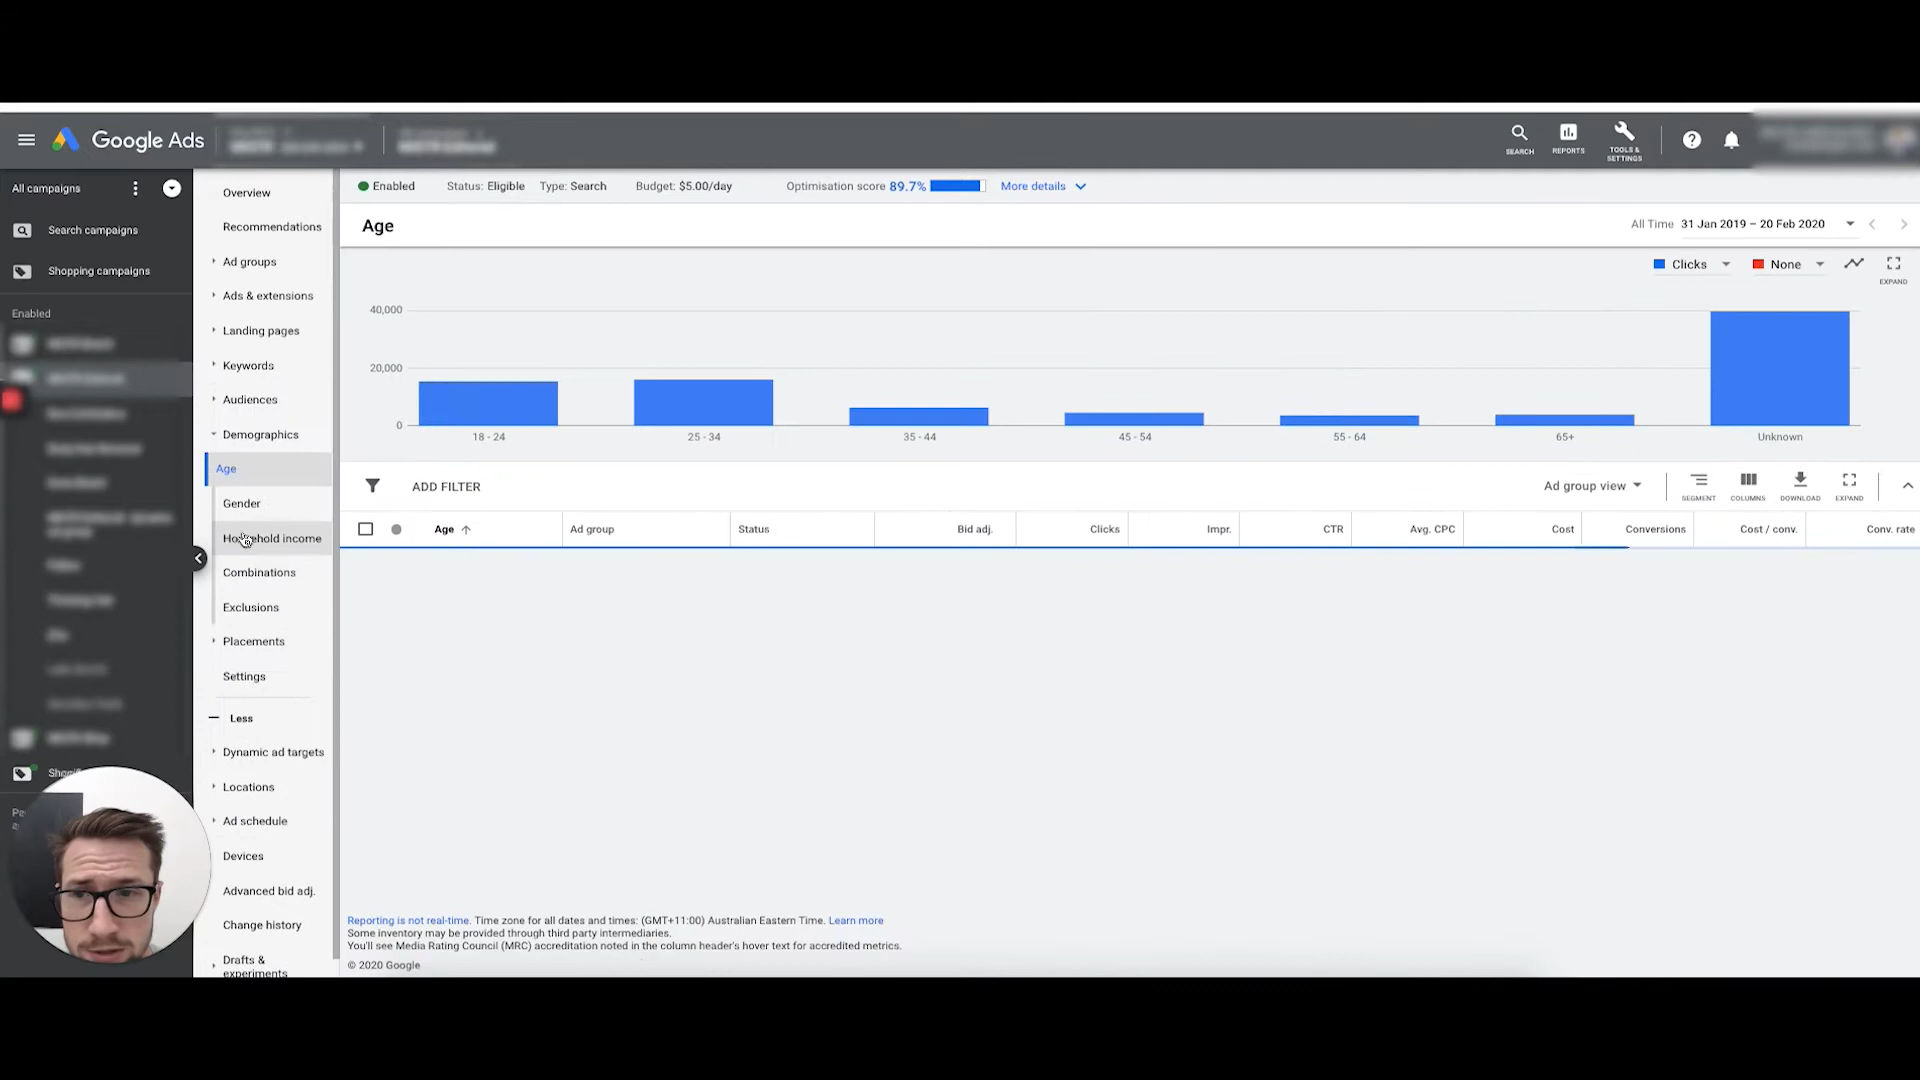 Google Ads
SEARCH
REPORTS
TOOLS &
SETTINGS
All campaigns
Search campaigns
Shopping campaigns
Enabled
Overview
Recommendations
Ad groups
Ads & extensions
Landing pages
Keywords
Audiences
Demographics
Age
Gender
Household income
Combinations
Exclusions
Placements
Settings
Less
Dynamic ad targets
Locations
Ad schedule
Devices
Advanced bid adj.
Change history
Drafts &
experiments
Enabled Status: Eligible Type: Search Budget: $5.00/day Optimisation score 89.7% More details
Age
All Time 31 Jan 2019 – 20 Feb 2020
Clicks None
EXPAND
40,000
20,000
0
18 - 24 25 - 34 35 - 44 45 - 54 55 - 64 65+ Unknown
ADD FILTER
Ad group view
SEGMENT COLUMNS DOWNLOAD EXPAND
Age Ad group Status Bid adj. Clicks Impr. CTR Avg. CPC Cost Conversions Cost / conv. Conv. rate
Reporting is not real-time. Time zone for all dates and times: (GMT+11:00) Australian Eastern Time. Learn more
Some inventory may be provided through third party intermediaries.
You'll see Media Rating Council (MRC) accreditation noted in the column header's hover text for accredited metrics.
© 2020 Google